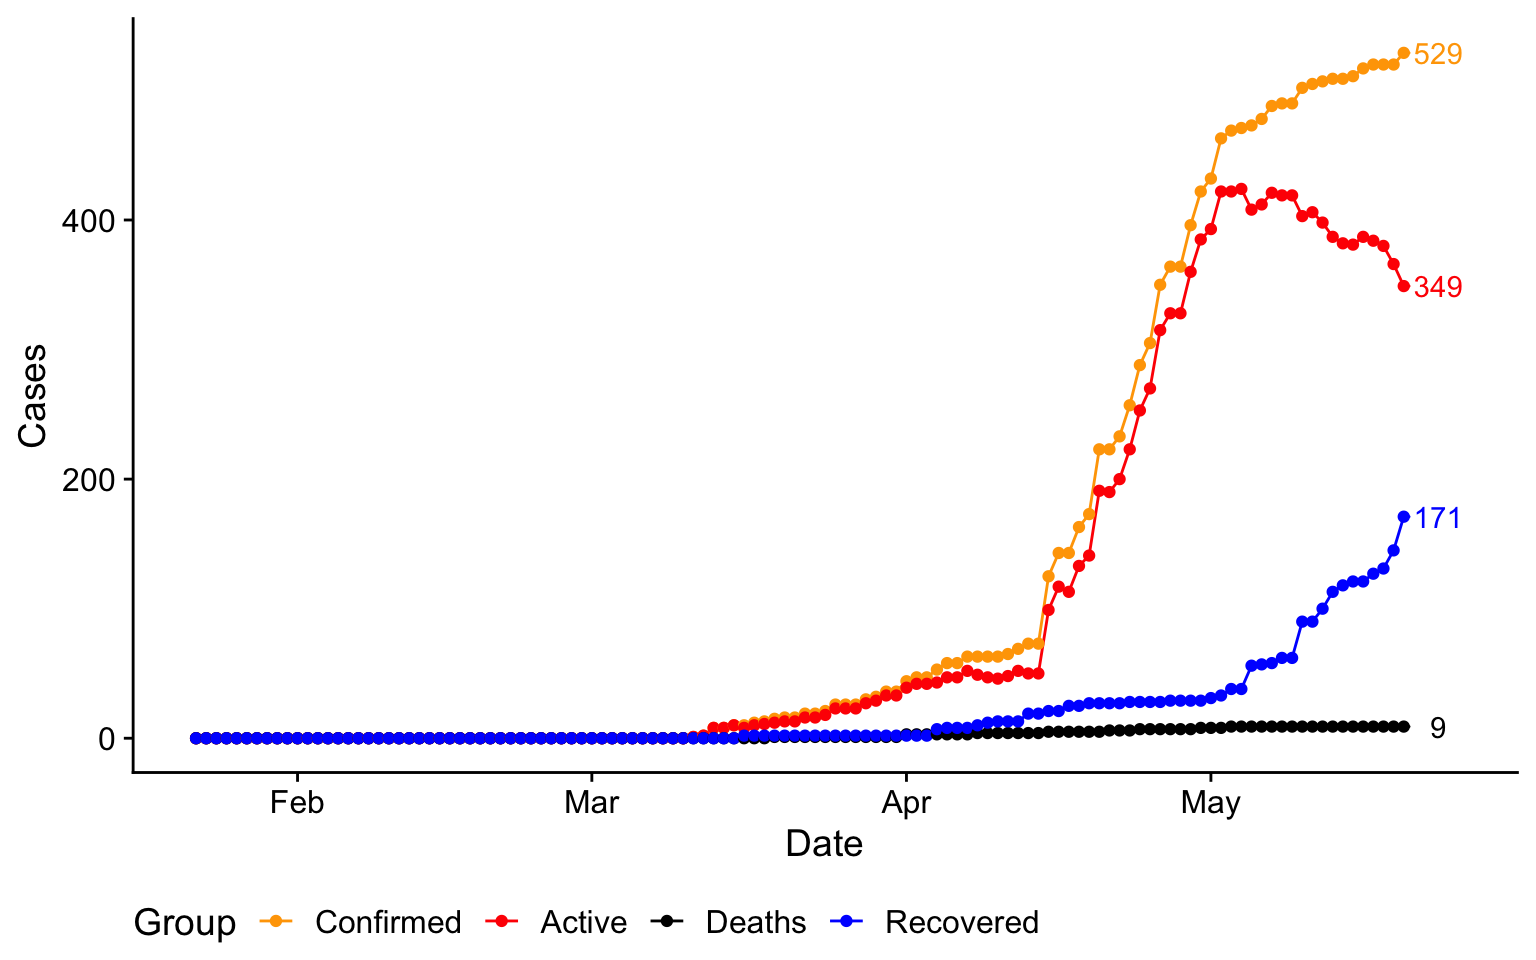 529
400
349
Cases
200
171
0
9
Feb Mar Apr May
Date
Group Confirmed Active Deaths Recovered